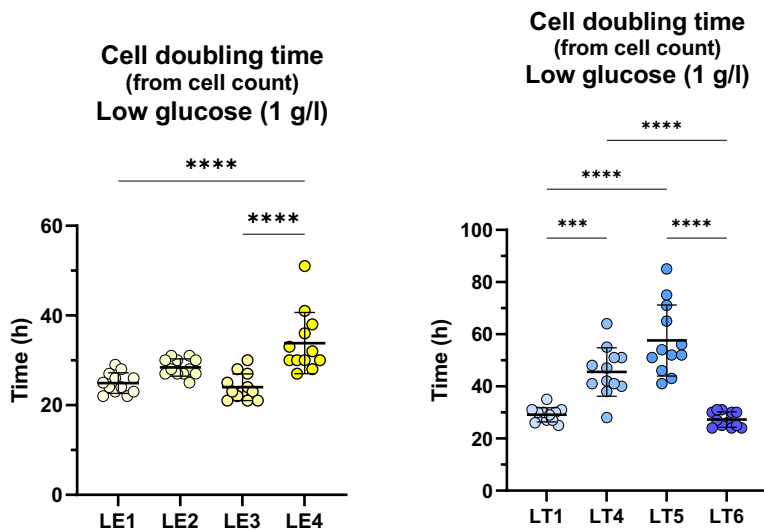 Cell doubling time
(from cell count)
Low glucose (1 g/l)
****
****
60
40
20
0
Time (h)
LE1 LE2 LE3 LE4
Cell doubling time
(from cell count)
Low glucose (1 g/l)
****
****
*** ****
100
80
60
40
20
0
Time (h)
LT1 LT4 LT5 LT6